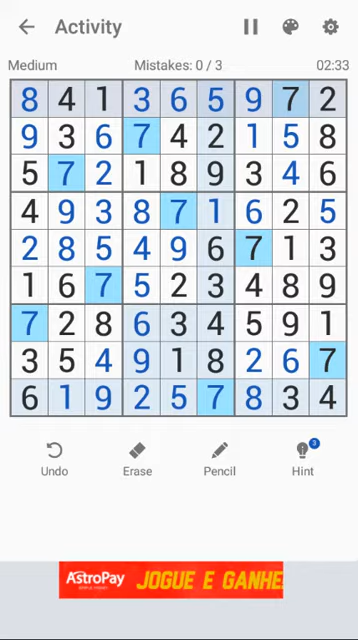 Activity
Medium Mistakes: 0 / 3 02:33
8 4 1 3 6 5 9 7 2
9 3 6 7 4 2 1 5 8
5 7 2 1 8 9 3 4 6
4 9 3 8 7 1 6 2 5
2 8 5 4 9 6 7 1 3
1 6 7 5 2 3 4 8 9
7 2 8 6 3 4 5 9 1
3 5 4 9 1 8 2 6 7
6 1 9 2 5 7 8 3 4
3
Undo Erase Pencil Hint
AstroPay JOGUE E GANHE